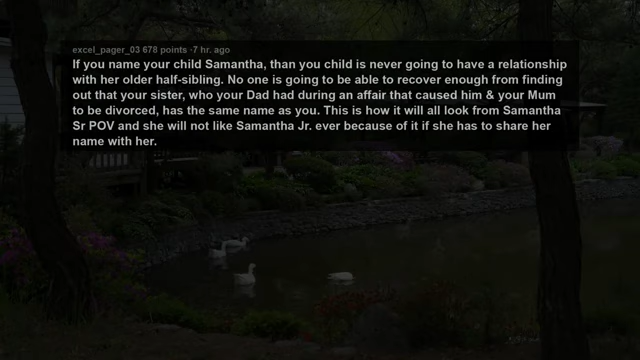 excel_pager_03 678 points ·7 hr. ago
If you name your child Samantha, than you child is never going to have a relationship
with her older half-sibling. No one is going to be able to recover enough from finding
out that your sister, who your Dad had during an affair that caused him & your Mum
to be divorced, has the same name as you. This is how it will all look from Samantha
Sr POV and she will not like Samantha Jr. ever because of it if she has to share her
name with her.